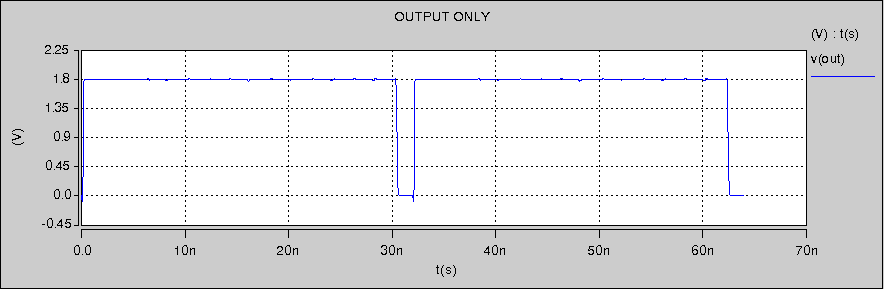 OUTPUT ONLY
(V) : t(s)
v(out)
2.25
1.8
1.35
0.9
0.45
0.0
-0.45
(V)
0.0 10n 20n 30n 40n 50n 60n 70n
t(s)